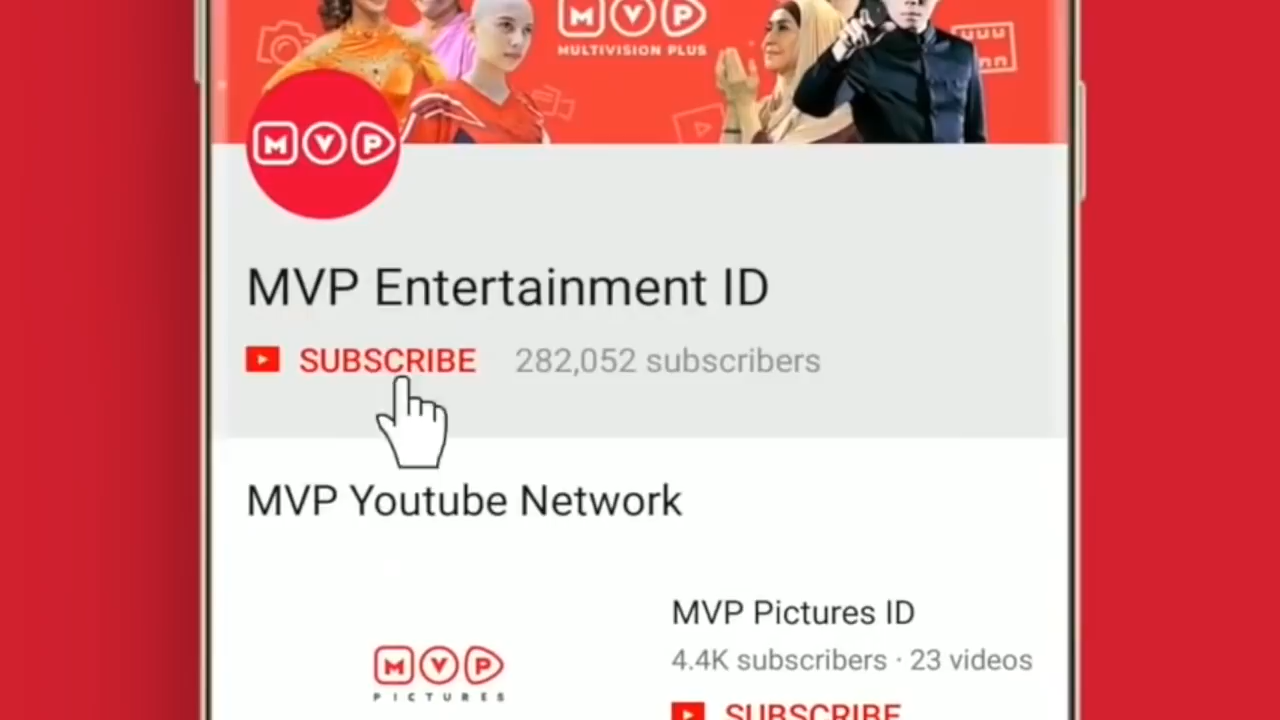 MVP
MULTIVISION PLUS
MVP
MVP Entertainment ID
SUBSCRIBE 282,052 subscribers
MVP Youtube Network
MVP Pictures ID
4.4K subscribers · 23 videos
MVP
PICTURES
SUBSCRIBE